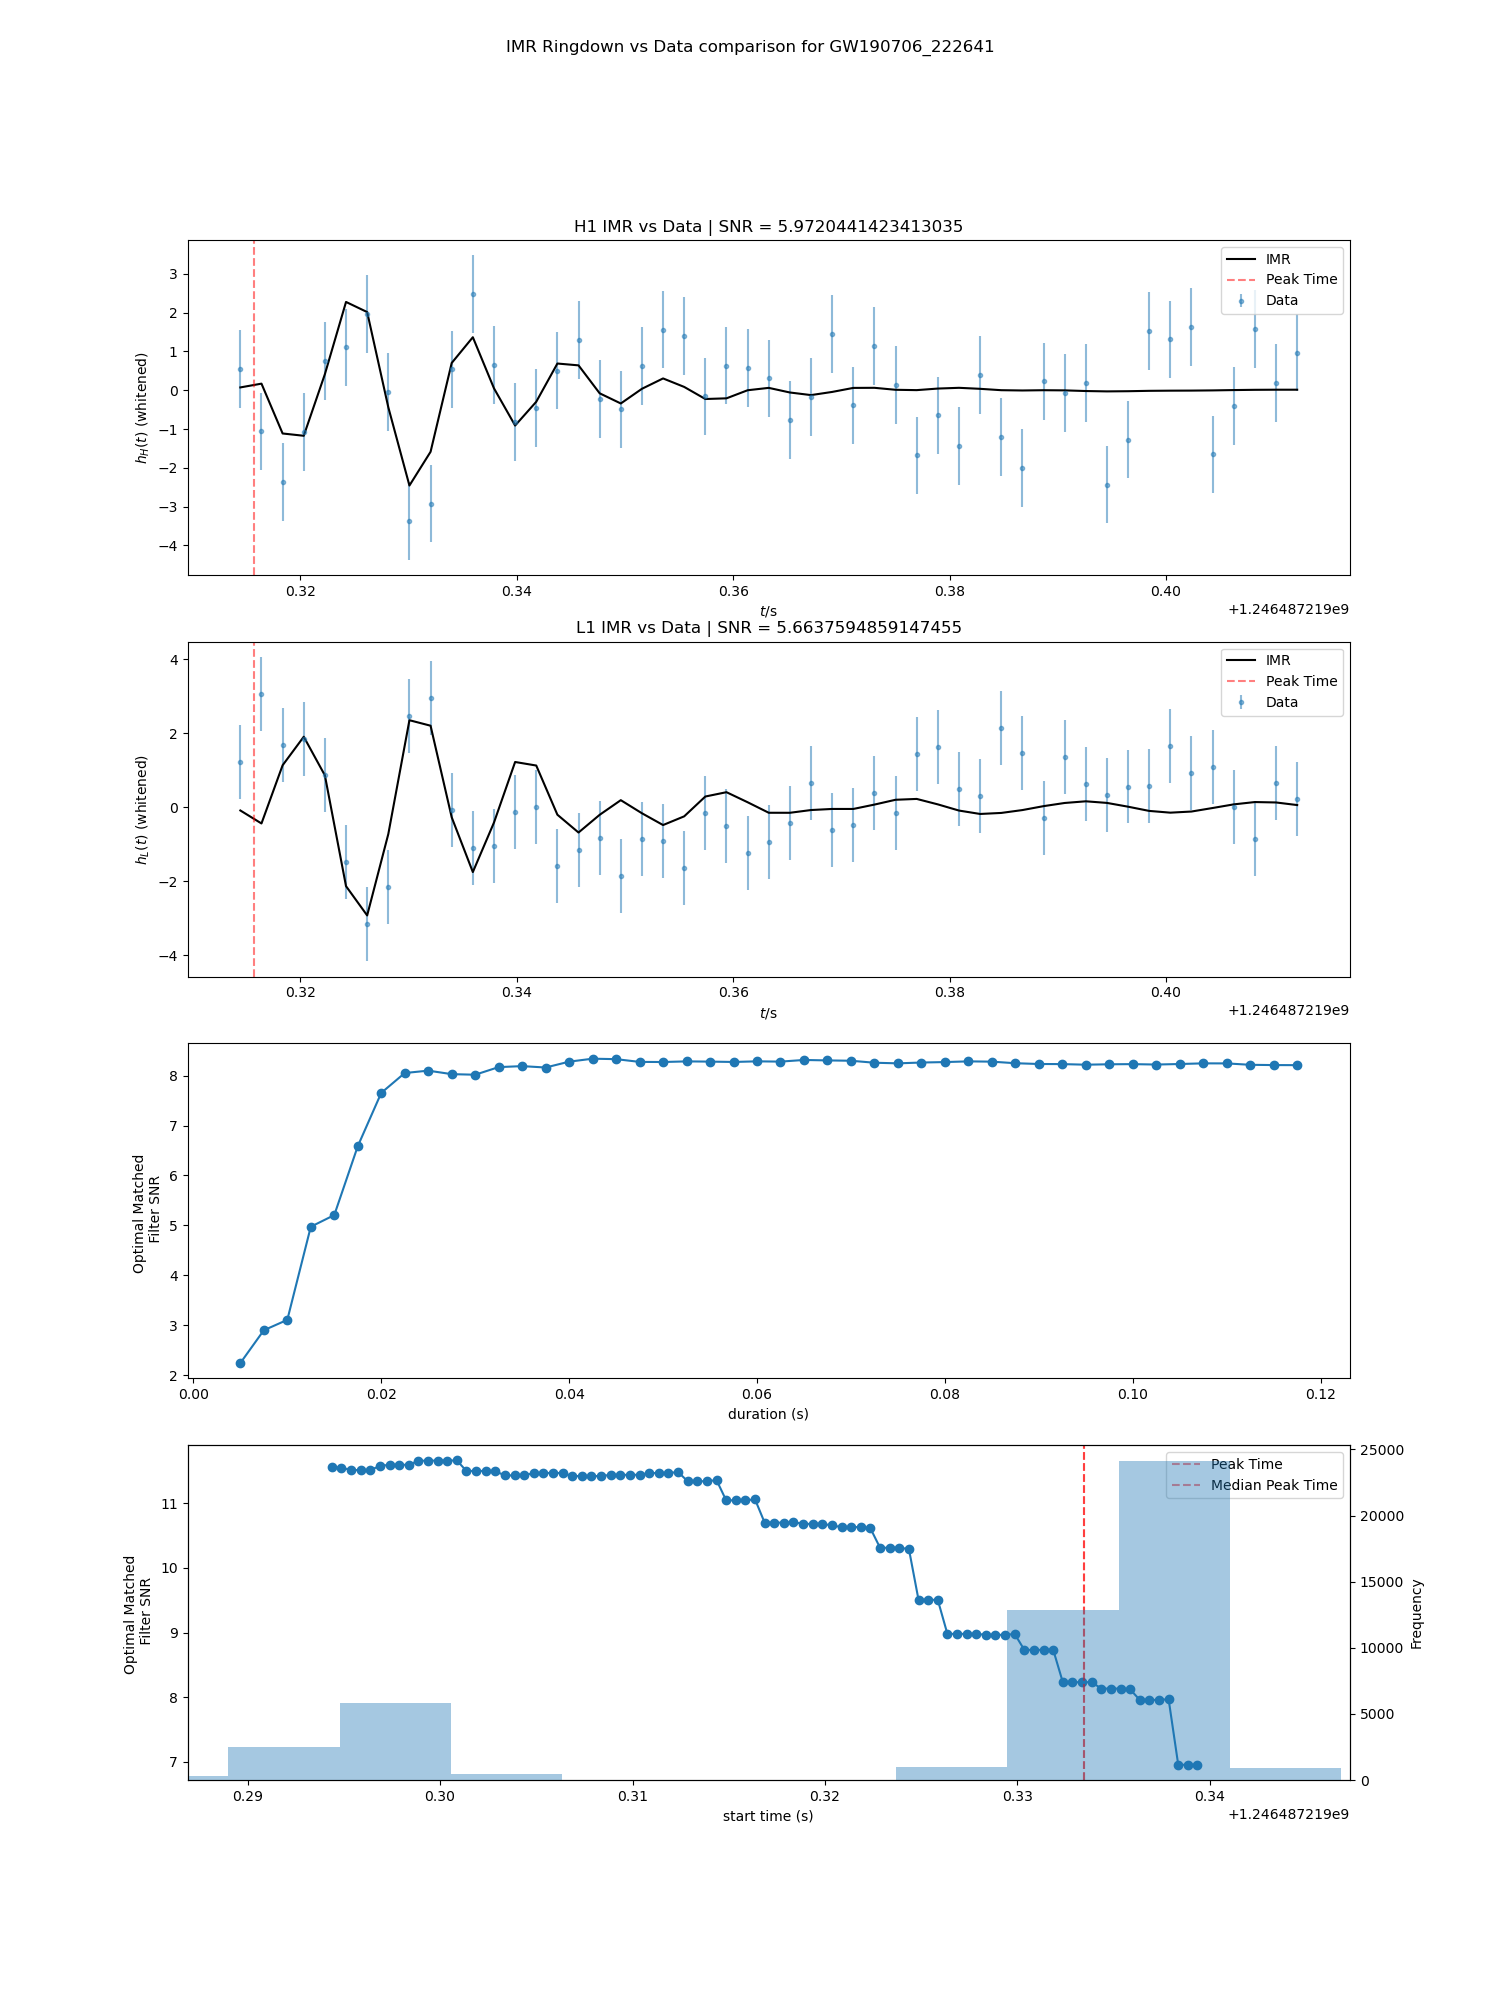 IMR Ringdown vs Data comparison for GW190706_222641
H1 IMR vs Data | SNR = 5.9720441423413035
h_H(t) (whitened)
3
2
1
0
−1
−2
−3
−4
IMR
Peak Time
Data
0.32
0.34
0.36
0.38
0.40
t/s
+1.246487219e9
L1 IMR vs Data | SNR = 5.6637594859147455
h_L(t) (whitened)
4
2
0
−2
−4
IMR
Peak Time
Data
0.32
0.34
0.36
0.38
0.40
t/s
+1.246487219e9
Optimal Matched
Filter SNR
8
7
6
5
4
3
2
0.00
0.02
0.04
0.06
0.08
0.10
0.12
duration (s)
Optimal Matched
Filter SNR
11
10
9
8
7
Peak Time
Median Peak Time
25000
20000
15000
10000
5000
0
Frequency
0.29
0.30
0.31
0.32
0.33
0.34
start time (s)
+1.246487219e9